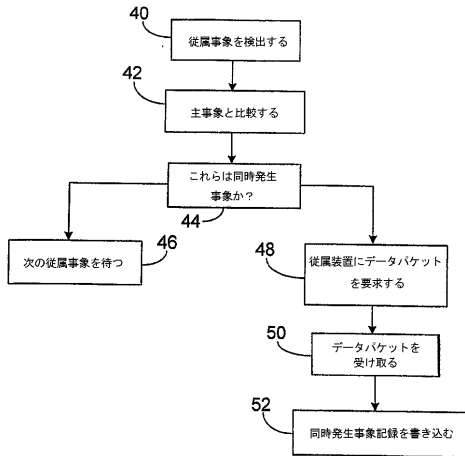 40
従属事象を検出する
42
主事象と比較する
これらは同時発生
事象か？
44
46
次の従属事象を待つ
48
従属装置にデータパケット
を要求する
50
データパケットを
受け取る
52
同時発生事象記録を書き込む